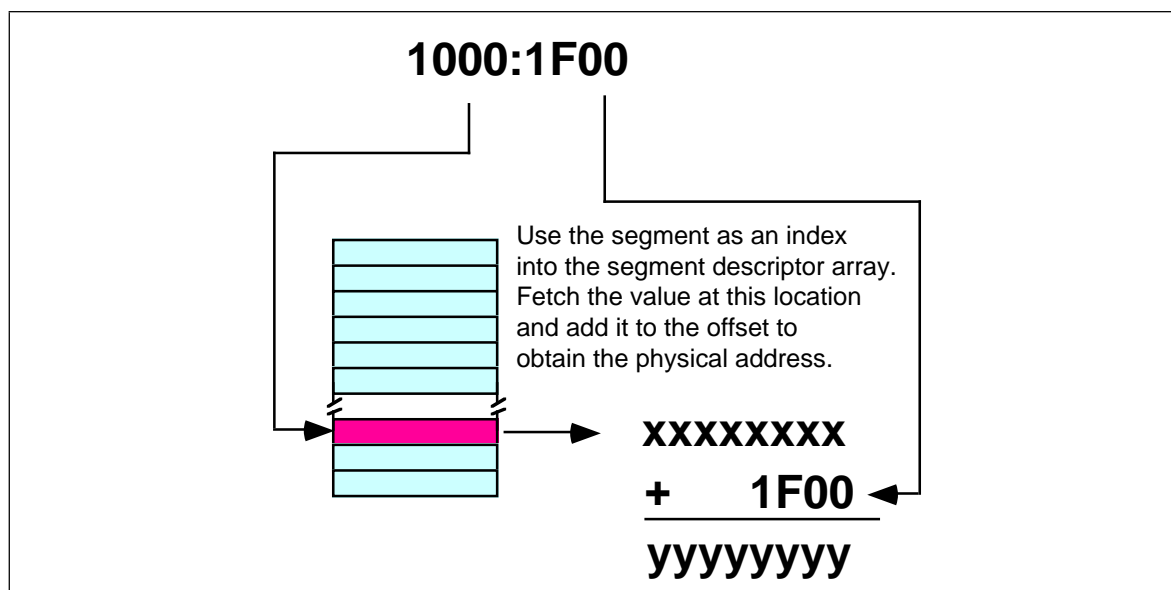 1000:1F00
Use the segment as an index
into the segment descriptor array.
Fetch the value at this location
and add it to the offset to
obtain the physical address.
xxxxxxxx
+ 1F00
yyyyyyyy